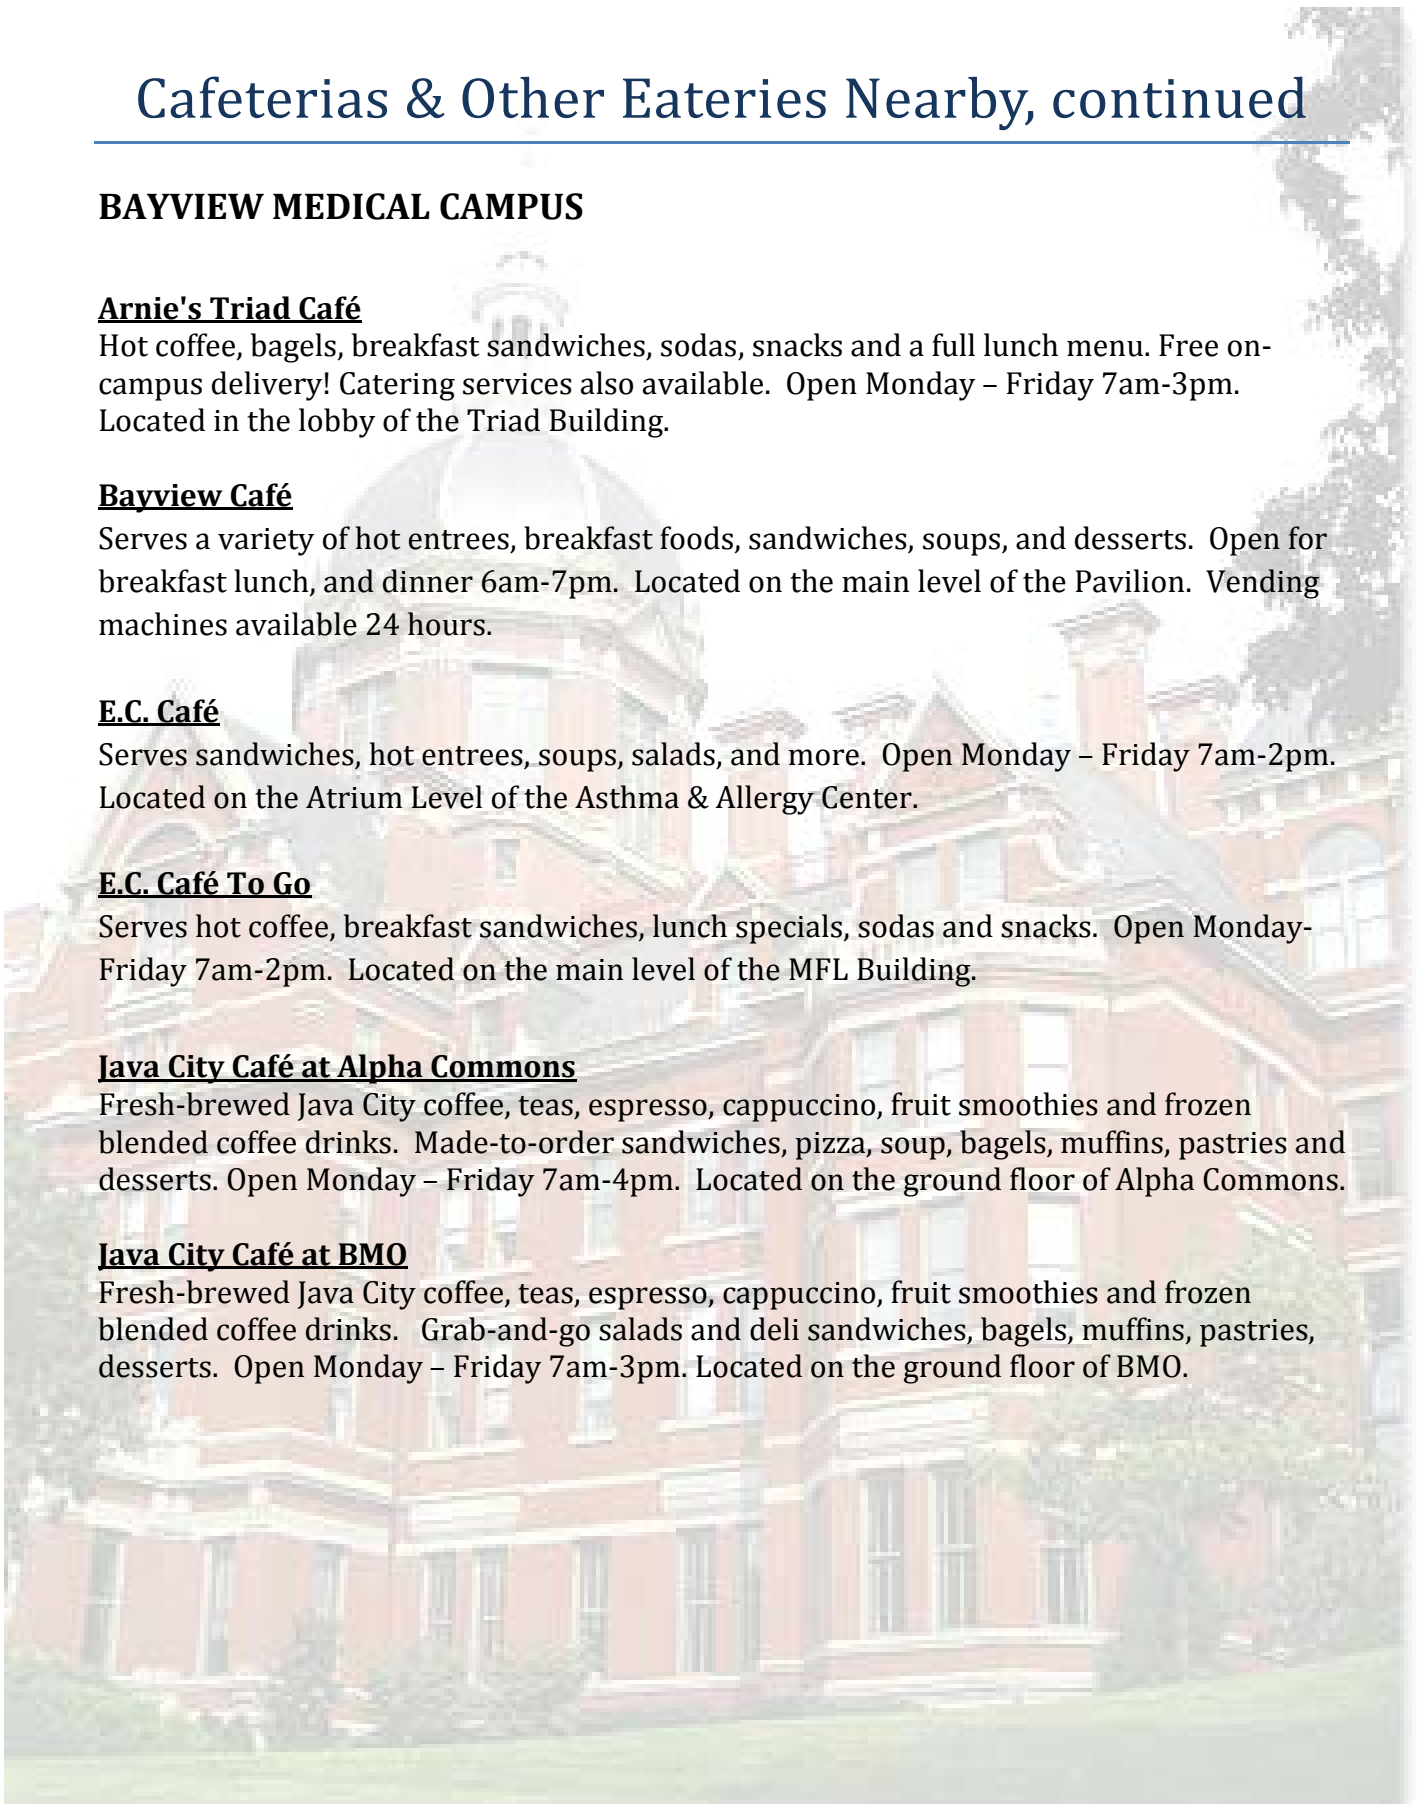 Cafeterias & Other Eateries Nearby, continued
BAYVIEW MEDICAL CAMPUS
Arnie's Triad Café
Hot coffee, bagels, breakfast sandwiches, sodas, snacks and a full lunch menu. Free on-
campus delivery! Catering services also available.  Open Monday – Friday 7am-3pm.
Located in the lobby of the Triad Building.
Bayview Café
Serves a variety of hot entrees, breakfast foods, sandwiches, soups, and desserts.  Open for
breakfast lunch, and dinner 6am-7pm.  Located on the main level of the Pavilion.  Vending
machines available 24 hours.
E.C. Café
Serves sandwiches, hot entrees, soups, salads, and more.  Open Monday – Friday 7am-2pm.
Located on the Atrium Level of the Asthma & Allergy Center.
E.C. Café To Go
Serves hot coffee, breakfast sandwiches, lunch specials, sodas and snacks.  Open Monday-
Friday 7am-2pm.  Located on the main level of the MFL Building.
Java City Café at Alpha Commons
Fresh-brewed Java City coffee, teas, espresso, cappuccino, fruit smoothies and frozen
blended coffee drinks.  Made-to-order sandwiches, pizza, soup, bagels, muffins, pastries and
desserts. Open Monday – Friday 7am-4pm.  Located on the ground floor of Alpha Commons.
Java City Café at BMO
Fresh-brewed Java City coffee, teas, espresso, cappuccino, fruit smoothies and frozen
blended coffee drinks.   Grab-and-go salads and deli sandwiches, bagels, muffins, pastries,
desserts.  Open Monday – Friday 7am-3pm. Located on the ground floor of BMO.